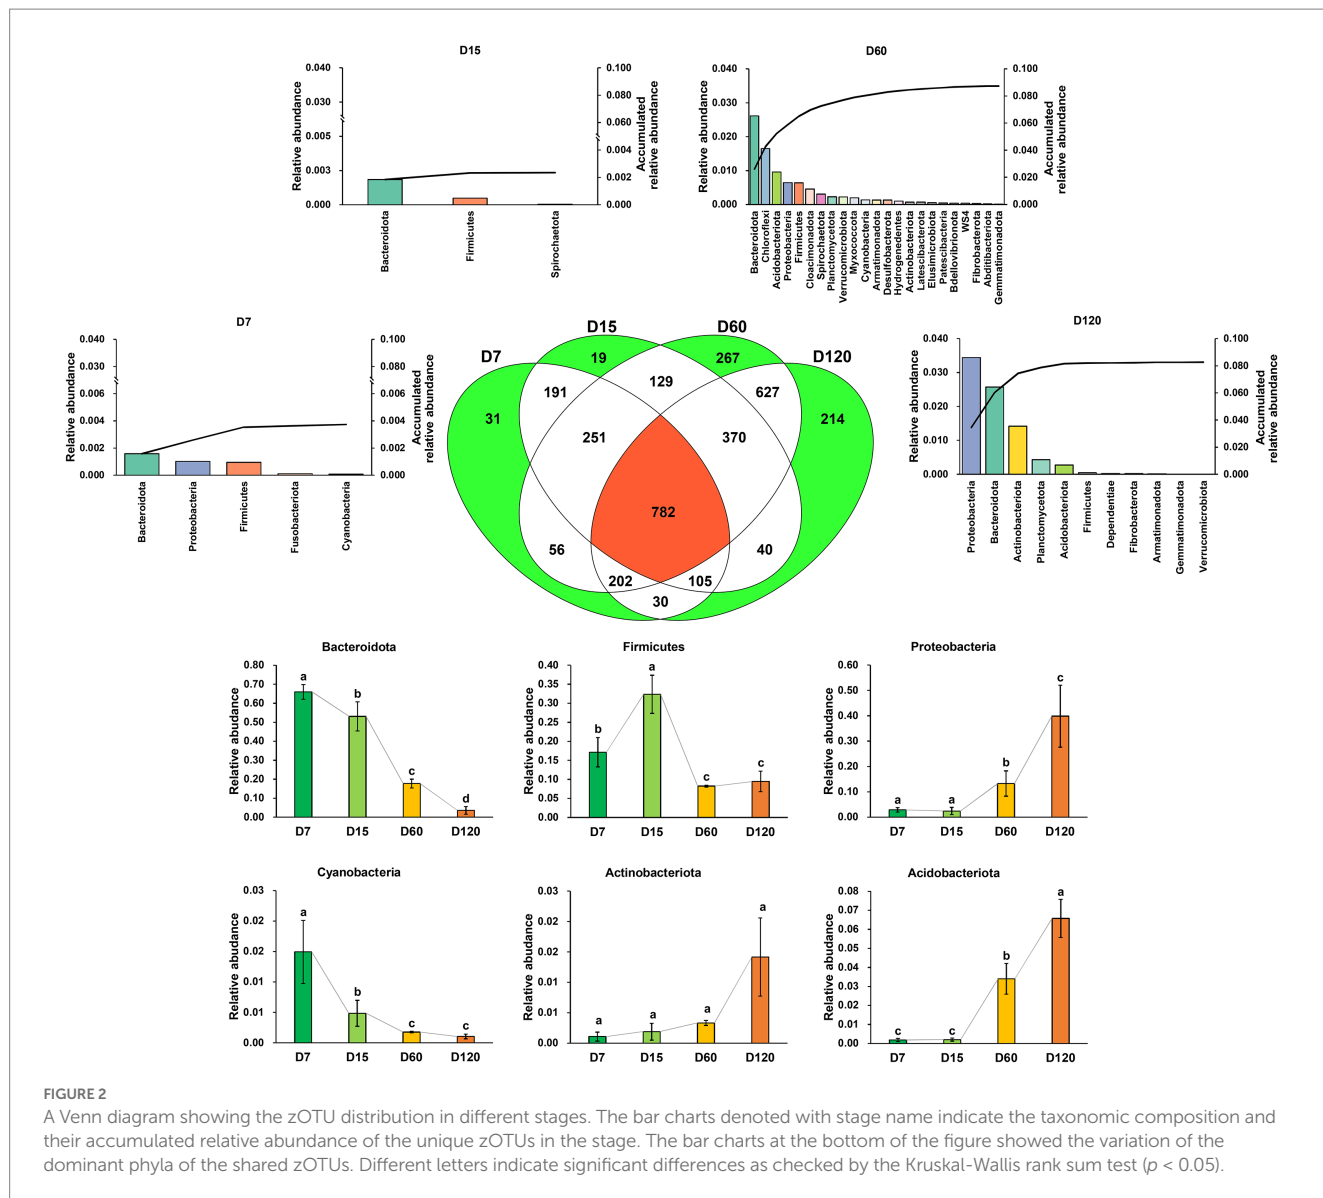 D15
Relative abundance
0.040
0.030
0.005
0.003
0.000
0.100
0.080
0.060
0.040
0.020
0.000
Accumulated
relative abundance
Bacteroidota
Firmicutes
Spirochaetota
D60
Relative abundance
0.040
0.030
0.020
0.010
0.000
0.100
0.080
0.060
0.040
0.020
0.000
Accumulated
relative abundance
Bacteroidota
Chloroflexi
Acidobacteriota
Proteobacteria
Firmicutes
Cloacimonadota
Spirochaetota
Planctomycetota
Verrucomicrobiota
Myxococcota
Cyanobacteria
Armatimonadota
Desulfobacterota
Hydrogenedentes
Actinobacteriota
Latescibacterota
Elusimicrobiota
Patescibacteria
Bdellovibrionota
WS4
Fibrobacterota
Abditibacteriota
Gemmatimonadota
D7
Relative abundance
0.040
0.030
0.006
0.004
0.002
0.000
0.100
0.080
0.060
0.040
0.020
0.000
Accumulated
relative abundance
Bacteroidota
Proteobacteria
Firmicutes
Fusobacteriota
Cyanobacteria
D7
D15
D60
D120
19
267
191
129
627
31
214
251
370
782
56
40
202
105
30
D120
Relative abundance
0.040
0.030
0.020
0.010
0.000
0.100
0.080
0.060
0.040
0.020
0.000
Accumulated
relative abundance
Proteobacteria
Bacteroidota
Actinobacteriota
Planctomycetota
Acidobacteriota
Firmicutes
Dependentiae
Fibrobacterota
Armatimonadota
Gemmatimonadota
Verrucomicrobiota
Bacteroidota
Relative abundance
0.80
0.70
0.60
0.50
0.40
0.30
0.20
0.10
0.00
a
b
c
d
D7 D15 D60 D120
Firmicutes
Relative abundance
0.40
0.35
0.30
0.25
0.20
0.15
0.10
0.05
0.00
b
a
c
c
D7 D15 D60 D120
Proteobacteria
Relative abundance
0.60
0.50
0.40
0.30
0.20
0.10
0.00
a
a
b
c
D7 D15 D60 D120
Cyanobacteria
Relative abundance
0.03
0.02
0.02
0.01
0.01
0.00
a
b
c
c
D7 D15 D60 D120
Actinobacteriota
Relative abundance
0.03
0.02
0.02
0.01
0.01
0.00
a
a
a
a
D7 D15 D60 D120
Acidobacteriota
Relative abundance
0.08
0.07
0.06
0.05
0.04
0.03
0.02
0.01
0.00
c
c
b
a
D7 D15 D60 D120
FIGURE 2
A Venn diagram showing the zOTU distribution in different stages. The bar charts denoted with stage name indicate the taxonomic composition and
their accumulated relative abundance of the unique zOTUs in the stage. The bar charts at the bottom of the figure showed the variation of the
dominant phyla of the shared zOTUs. Different letters indicate significant differences as checked by the Kruskal-Wallis rank sum test (p < 0.05).